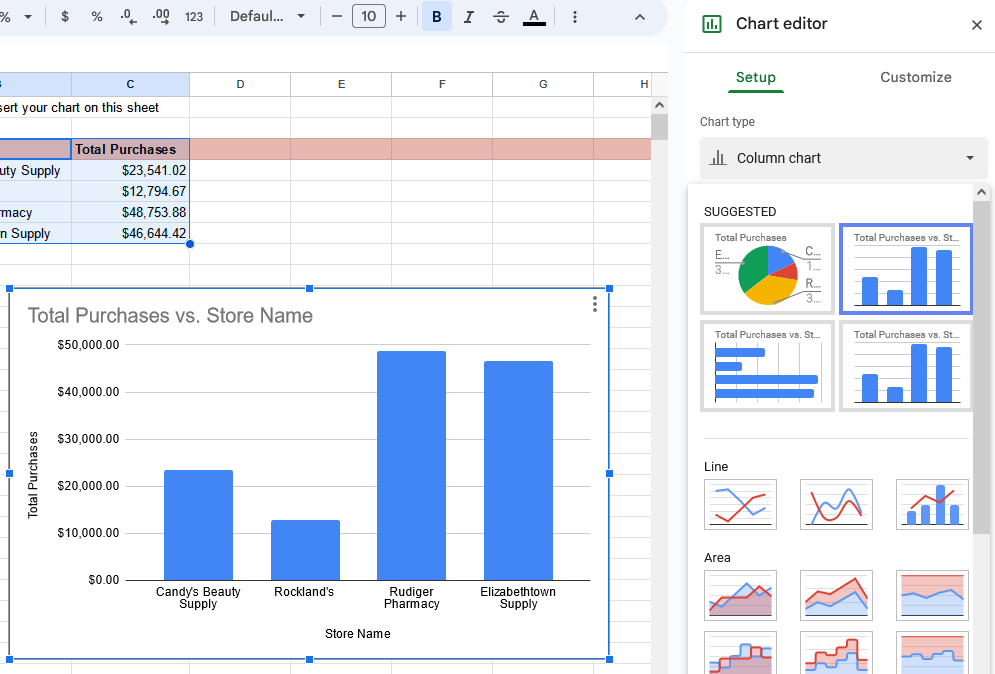 % $ % .0 .00 123 Defaul... − 10 + B I S A
Chart editor
Setup Customize
Chart type
Column chart
C D E F G H
sert your chart on this sheet
Total Purchases
uty Supply $23,541.02
$12,794.67
rmacy $48,753.88
n Supply $46,644.42
SUGGESTED
Total Purchases
E...
3...
C...
1...
R...
3...
Total Purchases vs. St...
Total Purchases vs. St...
Total Purchases vs. St...
Line
Area
Total Purchases vs. Store Name
$50,000.00
$40,000.00
$30,000.00
$20,000.00
$10,000.00
$0.00
Total Purchases
Candy's Beauty
Supply
Rockland's
Rudiger
Pharmacy
Elizabethtown
Supply
Store Name